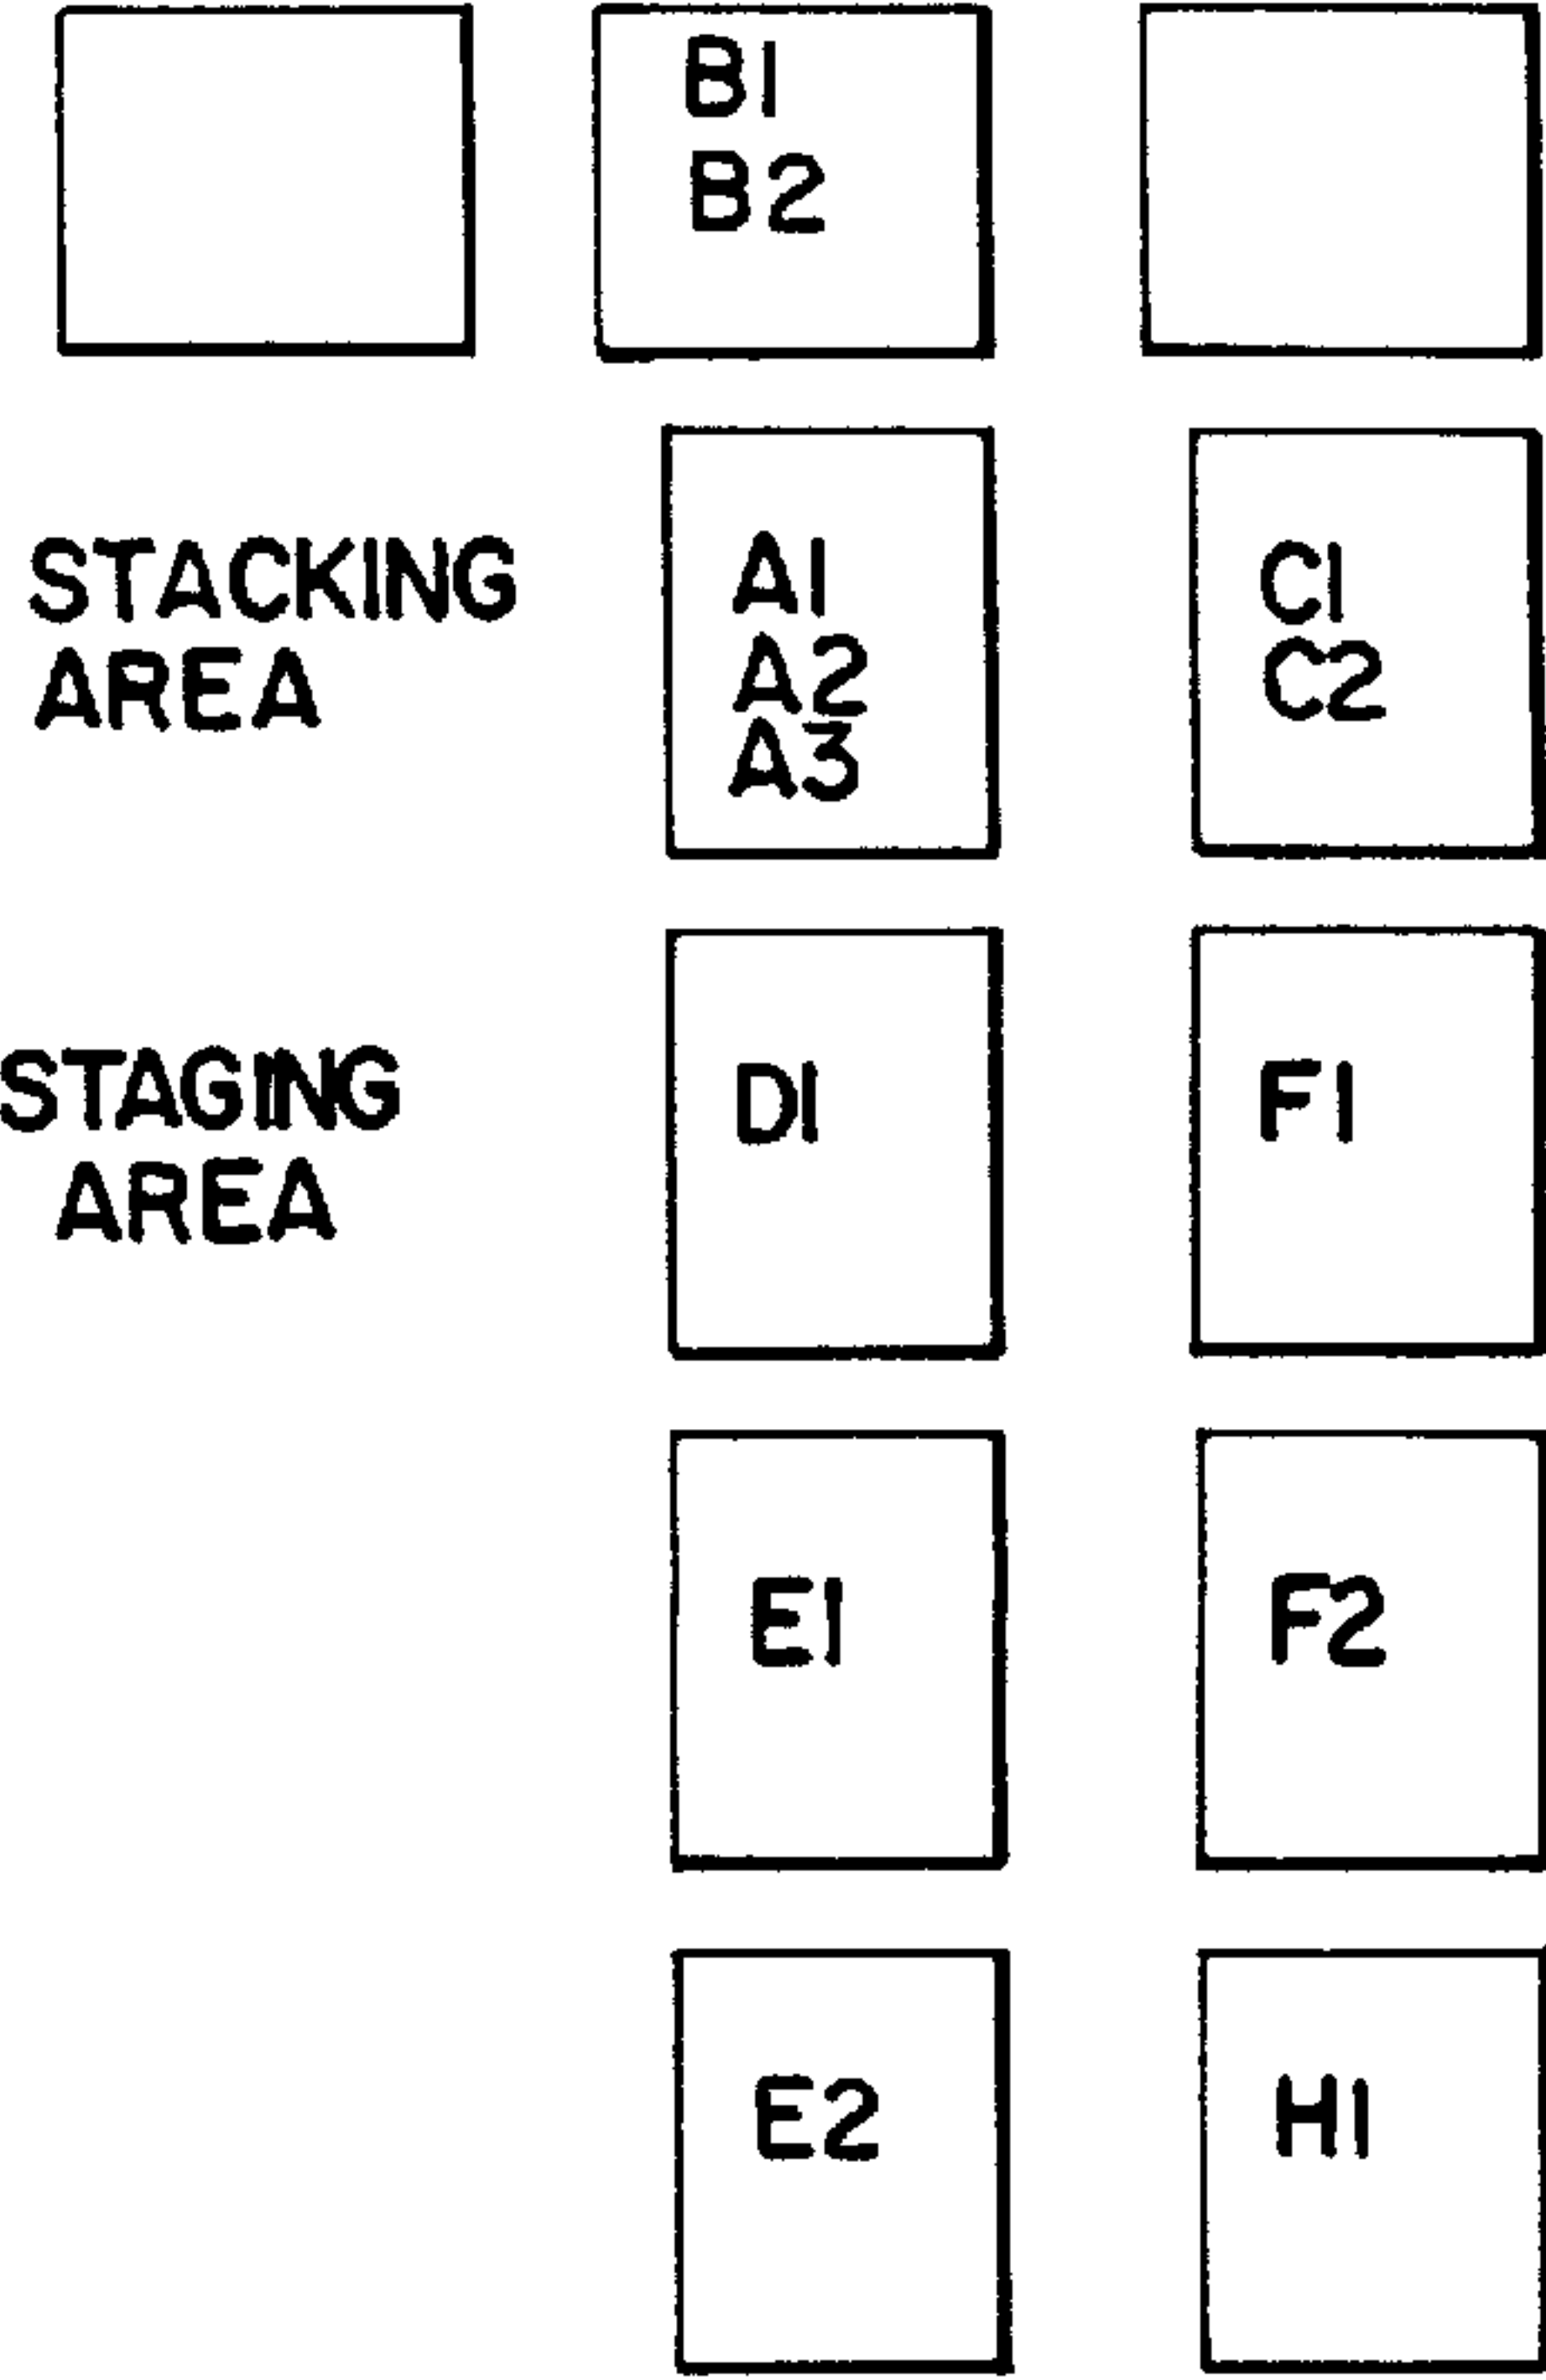 B1
B2
STACKING
AREA
A1
A2
A3
C1
C2
STAGING
AREA
D1
F1
E1
F2
E2
H1